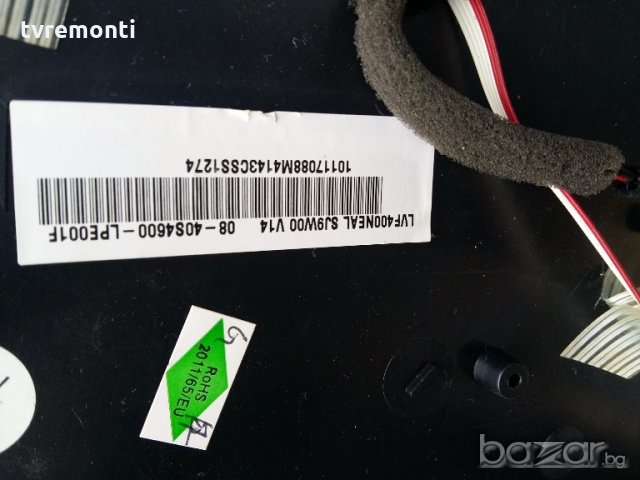 tvremonti
LVF400NEAL SJ9W00 V14 08-40S4600-LPE001F
10117088M4143CSS1274
RoHS
2011/65/EU
bazar.bg